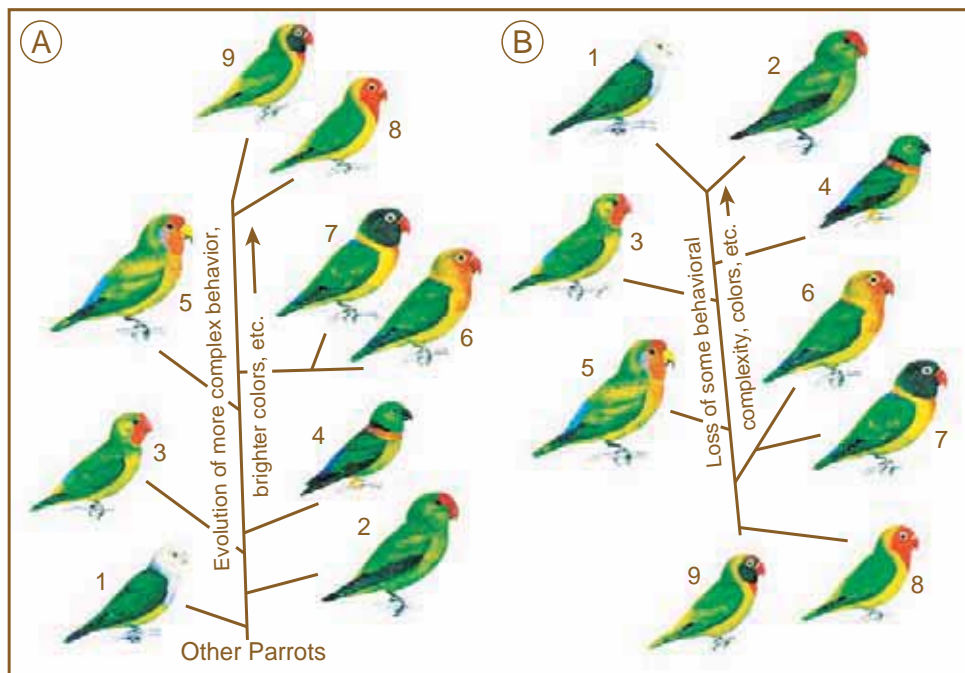 A
9
8
7
5
6
Evolution of more complex behavior,
brighter colors, etc.
3
4
2
1
Other Parrots
B
1
2
4
3
6
5
Loss of some behavioral
complexity, colors, etc.
7
9
8